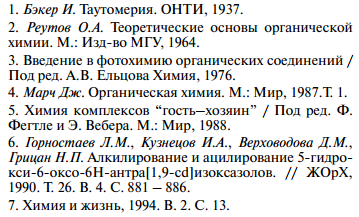 1. Бэкер И. Таутомерия. ОНТИ, 1937.
2. Реутов О.А. Теоретические основы органической
химии. М.: Изд-во МГУ, 1964.
3. Введение в фотохимию органических соединений /
Под ред. А.В. Ельцова Химия, 1976.
4. Марч Дж. Органическая химия. М.: Мир, 1987.Т. 1.
5. Химия комплексов “гость–хозяин” / Под ред. Ф.
Фегтле и Э. Вебера. М.: Мир, 1988.
6. Горностаев Л.М., Кузнецов И.А., Верховодова Д.М.,
Грицан Н.П. Алкилирование и ацилирование 5-гидро-
кси-6-оксо-6Н-антра[1,9-cd]изоксазолов. // ЖОрХ,
1990. Т. 26. В. 4. С. 881 – 886.
7. Химия и жизнь, 1994. В. 2. С. 13.